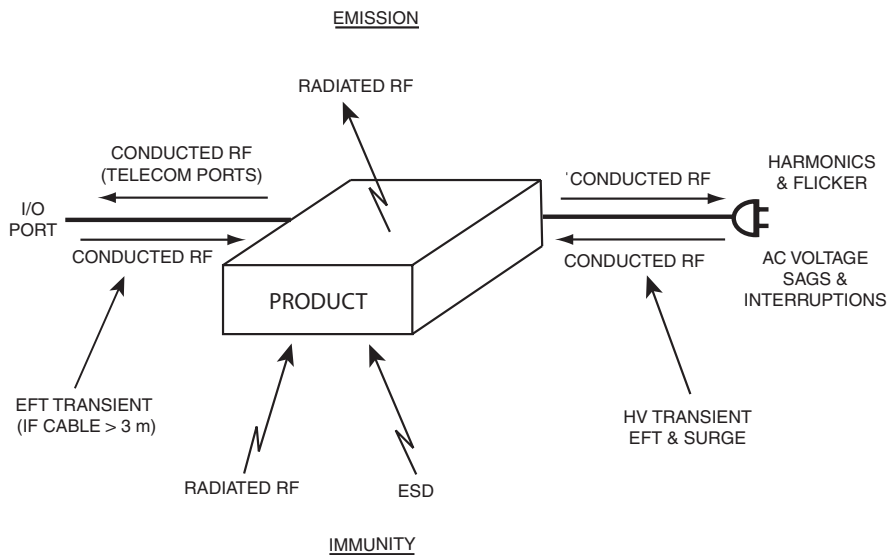 EMISSION
RADIATED RF
CONDUCTED RF
(TELECOM PORTS)
CONDUCTED RF
HARMONICS
& FLICKER
I/O
PORT
CONDUCTED RF
CONDUCTED RF
AC VOLTAGE
SAGS &
INTERRUPTIONS
PRODUCT
EFT TRANSIENT
(IF CABLE > 3 m)
HV TRANSIENT
EFT & SURGE
RADIATED RF
ESD
IMMUNITY